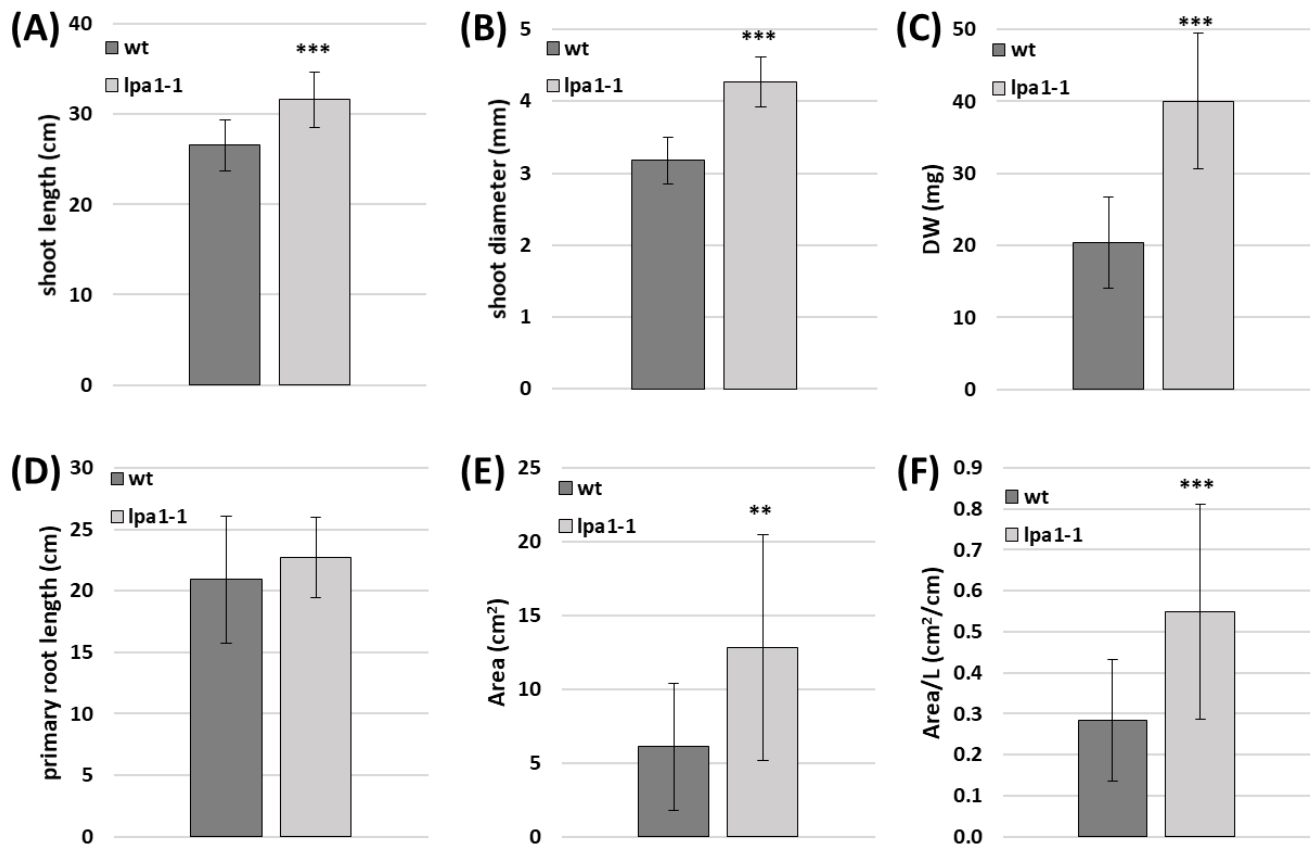 (A)
shoot length (cm)
40
30
20
10
0
wt
lpa1-1
***
(B)
shoot diameter (mm)
5
4
3
2
1
0
wt
lpa1-1
***
(C)
DW (mg)
50
40
30
20
10
0
wt
lpa1-1
***
(D)
primary root length (cm)
30
25
20
15
10
5
0
wt
lpa1-1
(E)
Area (cm²)
25
20
15
10
5
0
wt
lpa1-1
**
(F)
Area/L (cm²/cm)
0.9
0.8
0.7
0.6
0.5
0.4
0.3
0.2
0.1
0.0
wt
lpa1-1
***